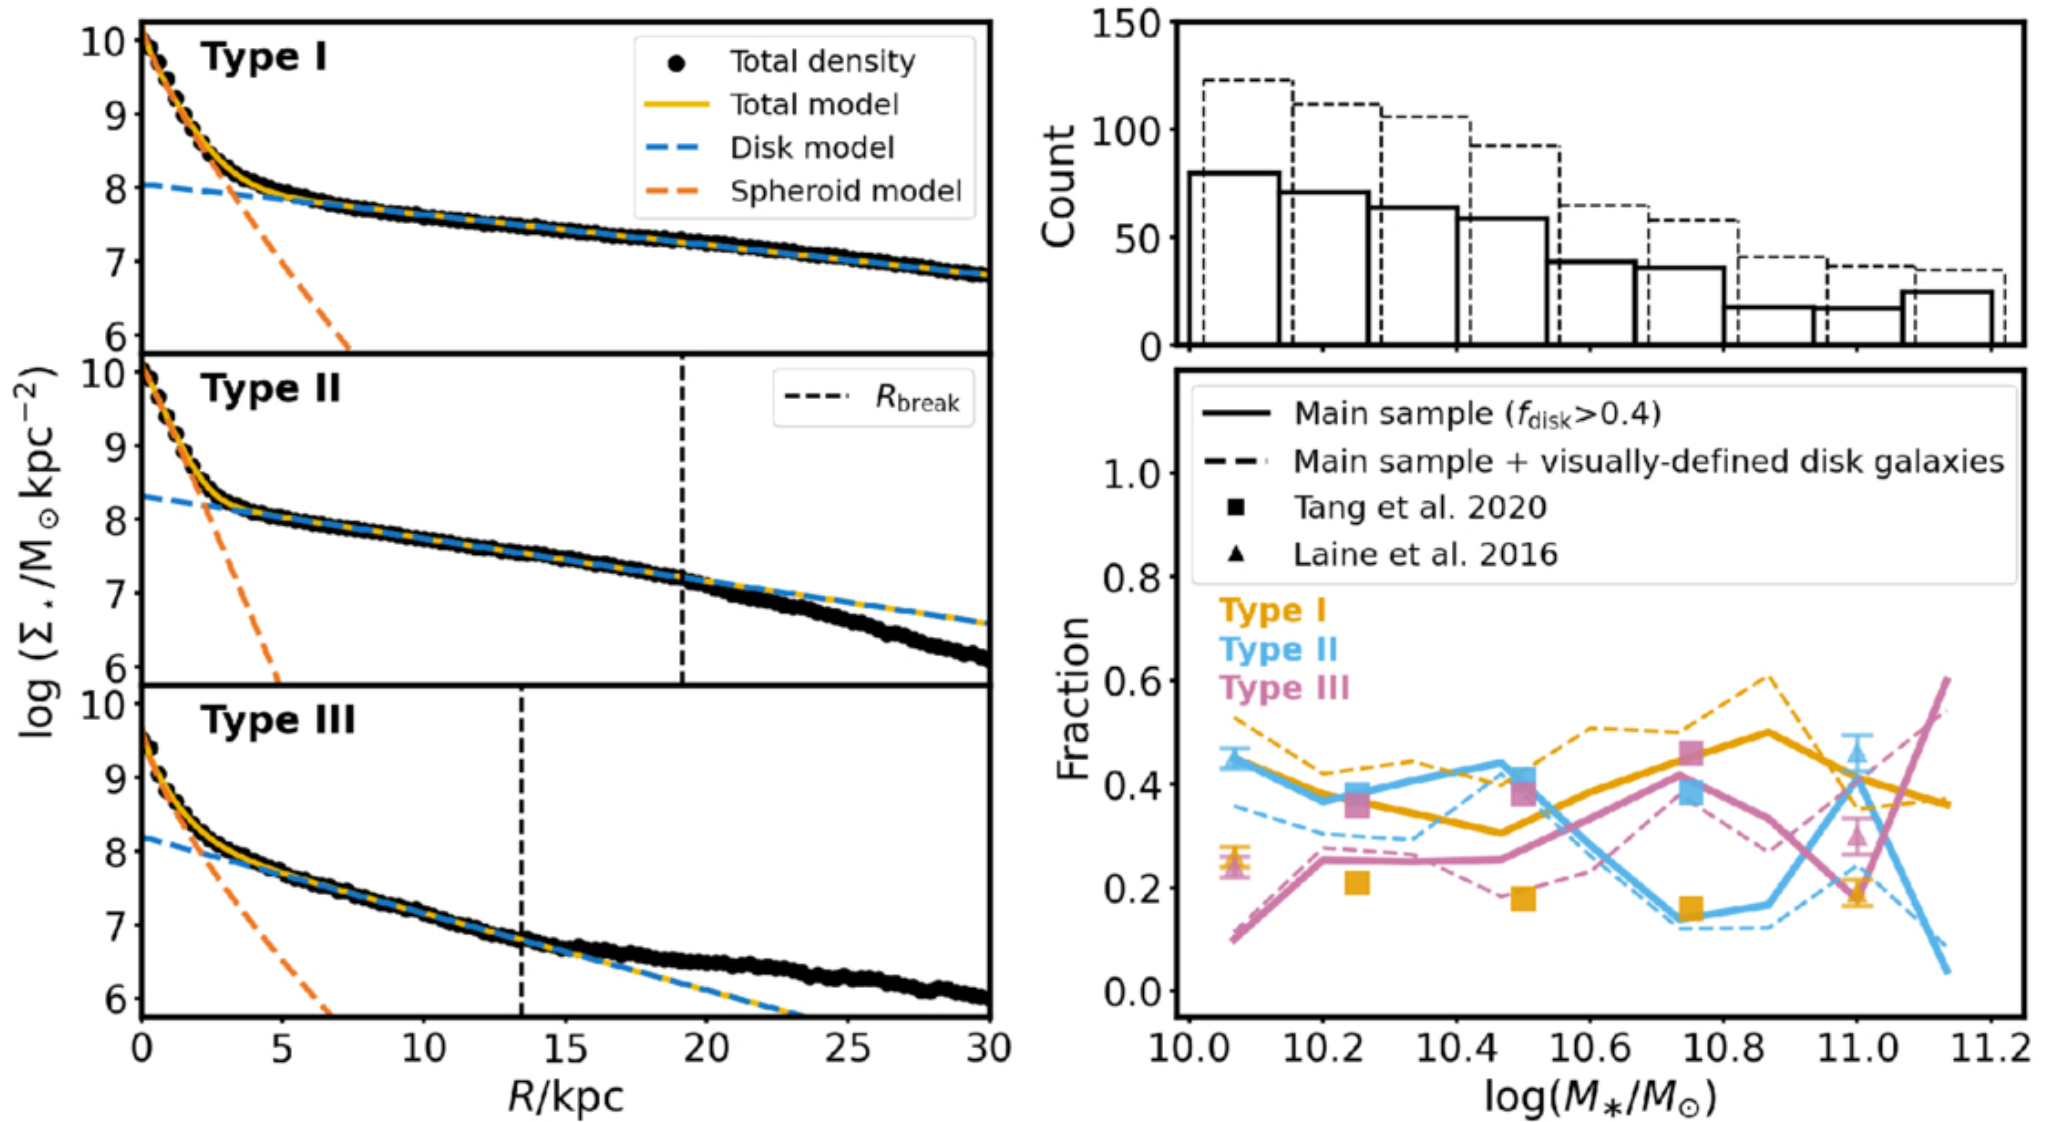 Type I
Total density
Total model
Disk model
Spheroid model
10
9
8
7
6
Type II
R_break
10
9
8
7
6
Type III
10
9
8
7
6
log (Σ⋆/M⊙kpc⁻²)
0 5 10 15 20 25 30
R/kpc
150
100
50
0
Count
Main sample (f_disk>0.4)
Main sample + visually-defined disk galaxies
Tang et al. 2020
Laine et al. 2016
Type I
Type II
Type III
1.0
0.8
0.6
0.4
0.2
0.0
Fraction
10.0 10.2 10.4 10.6 10.8 11.0 11.2
log(M∗/M⊙)